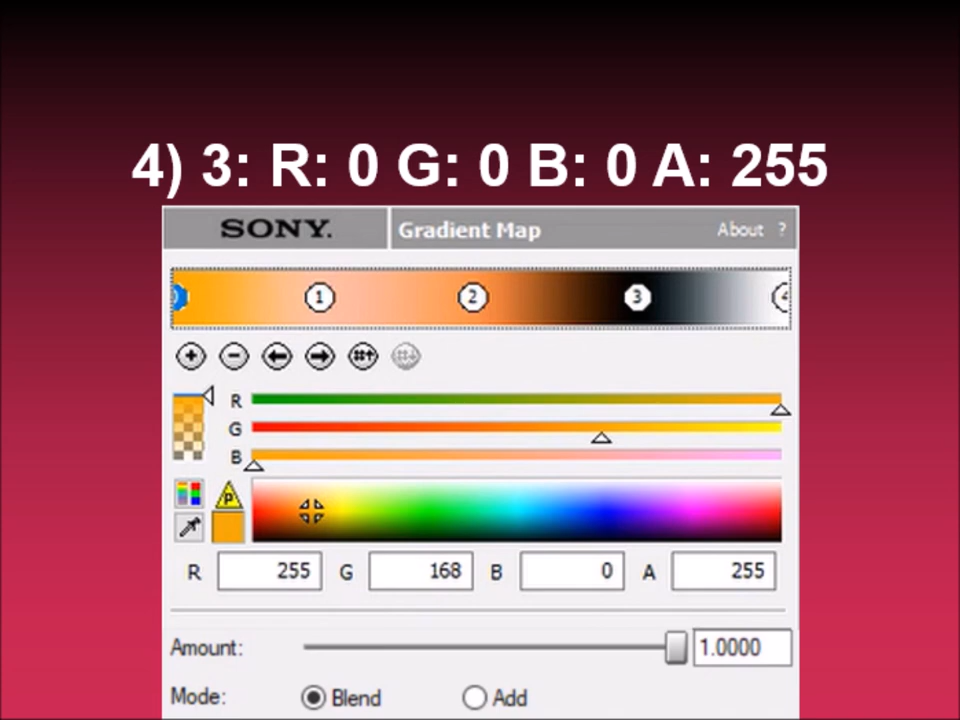 4) 3: R: 0 G: 0 B: 0 A: 255
SONY. Gradient Map About ?
1 2 3 4
R
G
B
P
R 255 G 168 B 0 A 255
Amount: 1.0000
Mode: Blend Add